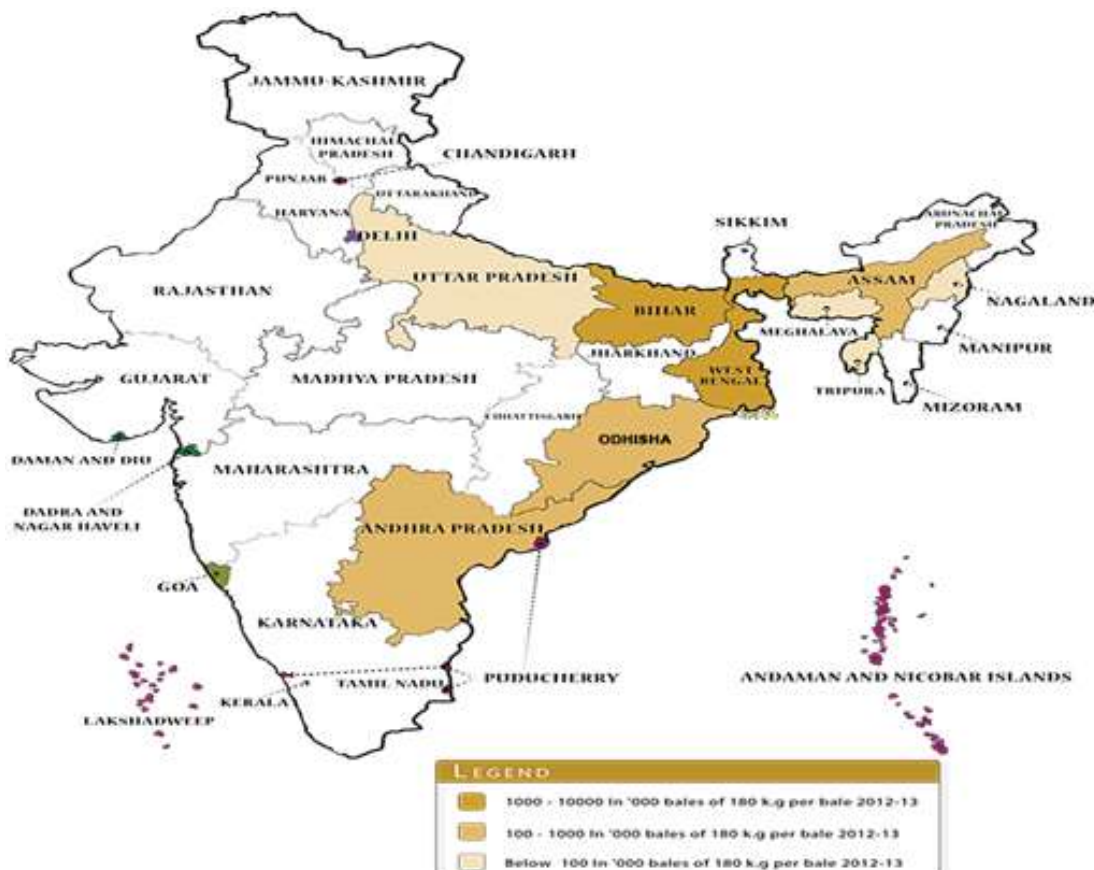 JAMMU-KASHMIR
HIMACHAL
PRADESH
CHANDIGARH
PUNJAB
UTTARAKHAND
HARYANA
DELHI
SIKKIM
ARUNACHAL
PRADESH
UTTAR PRADESH
ASSAM
RAJASTHAN
NAGALAND
BIHAR
MEGHALAYA
MANIPUR
JHARKHAND
GUJARAT
MADHYA PRADESH
WEST
BENGAL
TRIPURA
MIZORAM
CHHATTISGARH
ODHISHA
DAMAN AND DIU
MAHARASHTRA
DADRA AND
NAGAR HAVELI
ANDHRA PRADESH
GOA
KARNATAKA
PUDUCHERRY
ANDAMAN AND NICOBAR ISLANDS
TAMIL NADU
KERALA
LAKSHADWEEP
LEGEND
1000 - 10000 In '000 bales of 180 k.g per bale 2012-13
100 - 1000 In '000 bales of 180 k.g per bale 2012-13
Below 100 In '000 bales of 180 k.g per bale 2012-13